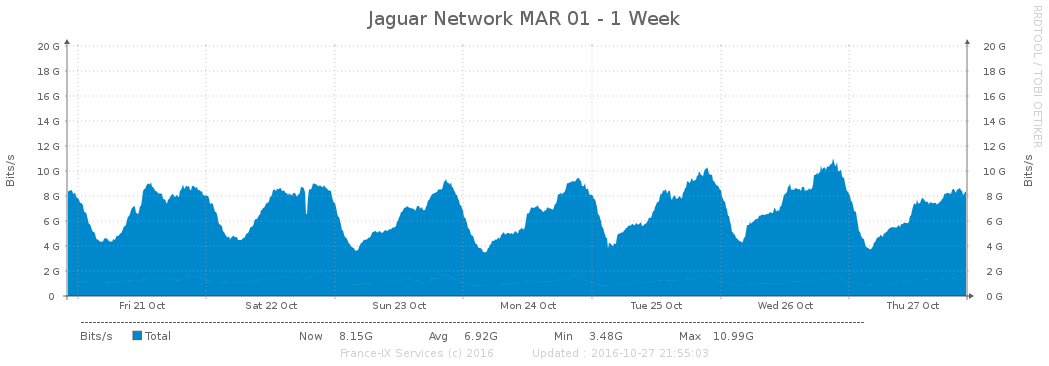 Jaguar Network MAR 01 - 1 Week
RRDTOOL / TOBI OETIKER
Bits/s
20 G 20 G
18 G 18 G
16 G 16 G
14 G 14 G
12 G 12 G
10 G 10 G
8 G 8 G
6 G 6 G
4 G 4 G
2 G 2 G
0 0 G
Bits/s
Fri 21 Oct Sat 22 Oct Sun 23 Oct Mon 24 Oct Tue 25 Oct Wed 26 Oct Thu 27 Oct
Bits/s Total Now 8.15G Avg 6.92G Min 3.48G Max 10.99G
France-IX Services (c) 2016 Updated : 2016-10-27 21:55:03